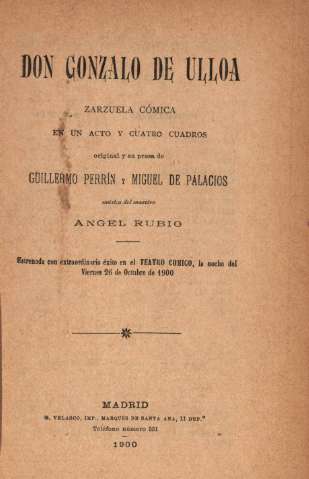 DON GONZALO DE ULLOA
ZARZUELA CÓMICA
EN UN ACTO Y CUATRO CUADROS
original y en prosa de
GUILLERMO PERRÍN Y MIGUEL DE PALACIOS
música del maestro
ANGEL RUBIO
Estrenada con extraordinario éxito en el TEATRO COMICO, la noche del
Viernes 26 de Octubre de 1900
MADRID
R. VELASCO, IMP., MARQUÉS DE SANTA ANA, 11 DUP.º
Teléfono número 551
1900